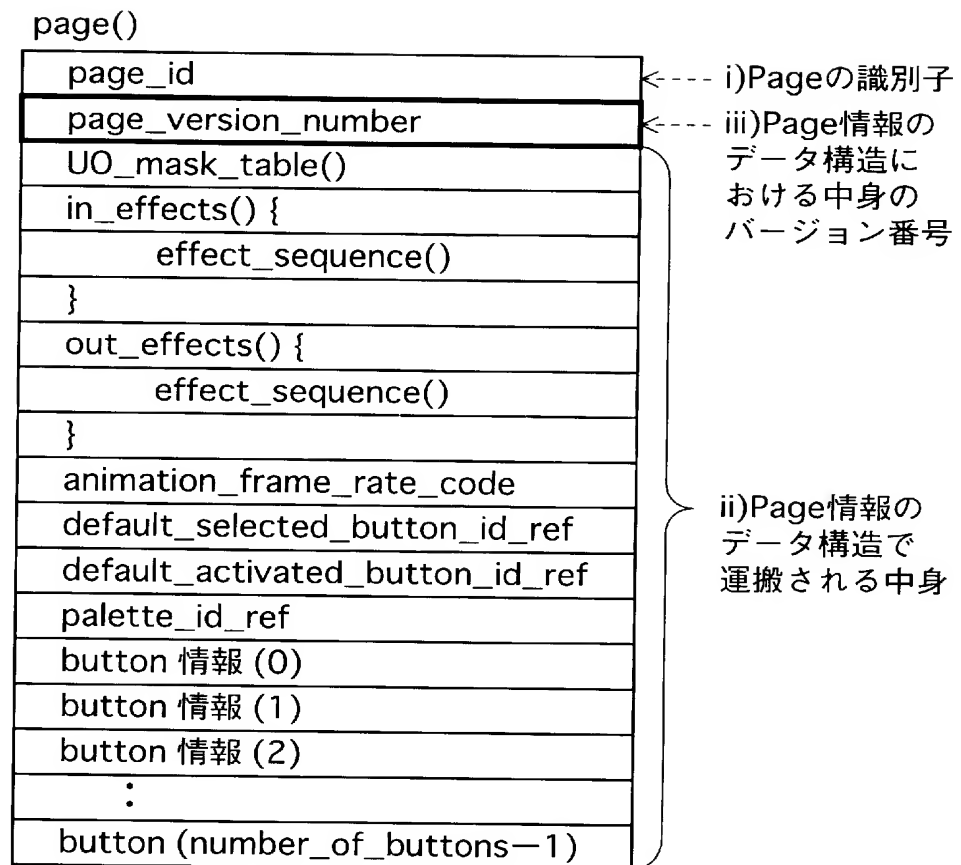 page()
page_id
i)Pageの識別子
page_version_number
iii)Page情報の
データ構造に
おける中身の
バージョン番号
UO_mask_table()
in_effects() {
effect_sequence()
}
out_effects() {
effect_sequence()
}
animation_frame_rate_code
default_selected_button_id_ref
default_activated_button_id_ref
palette_id_ref
button 情報 (0)
button 情報 (1)
button 情報 (2)
⋮
button (number_of_buttons−1)
ii)Page情報の
データ構造で
運搬される中身